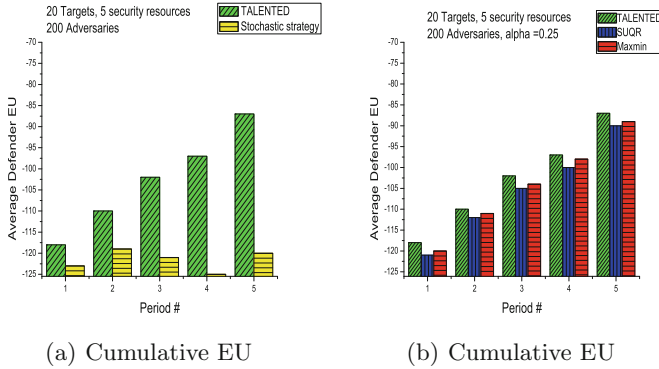 20 Targets, 5 security resources
200 Adversaries
TALENTED
Stochastic strategy
Average Defender EU
-70
-75
-80
-85
-90
-95
-100
-105
-110
-115
-120
-125
1 2 3 4 5
Period #
(a) Cumulative EU
20 Targets, 5 security resources
200 Adversaries, alpha =0.25
TALENTED
SUQR
Maxmin
Average Defender EU
-70
-75
-80
-85
-90
-95
-100
-105
-110
-115
-120
-125
1 2 3 4 5
Period #
(b) Cumulative EU